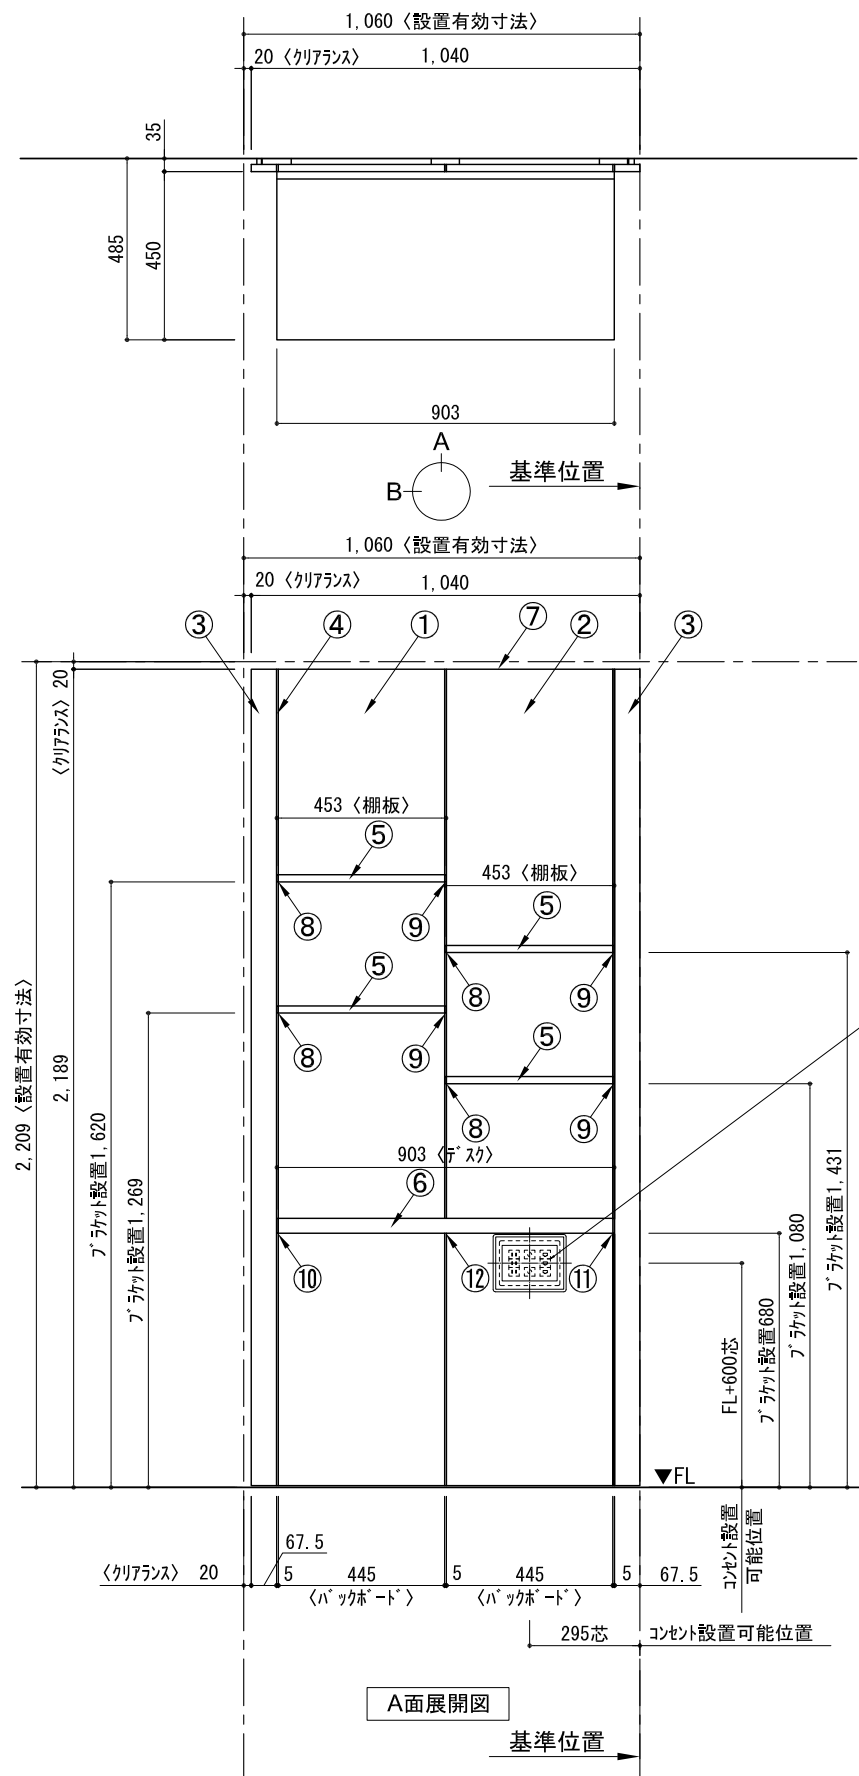 1,060〈設置有効寸法〉
20〈クリアランス〉 1,040
35
485
450
903
A
B
基準位置
1,060〈設置有効寸法〉
20〈クリアランス〉 1,040
③ ④ ① ⑦ ② ③
〈クリアランス〉20
453〈棚板〉
⑤
453〈棚板〉
⑧ ⑨
⑤
⑤
⑧ ⑨
⑧ ⑨
⑤
⑧ ⑨
2,209〈設置有効寸法〉
2,189
ブラケット設置1,620
ブラケット設置1,269
903〈デスク〉
⑥
⑩ ⑫ ⑪
FL+600芯
ブラケット設置680
ブラケット設置1,080
ブラケット設置1,431
▼FL
コンセント設置
可能位置
67.5
〈クリアランス〉 20 5 445 5 445 5 67.5
〈バックボード〉 〈バックボード〉
295芯 コンセント設置可能位置
A面展開図
基準位置